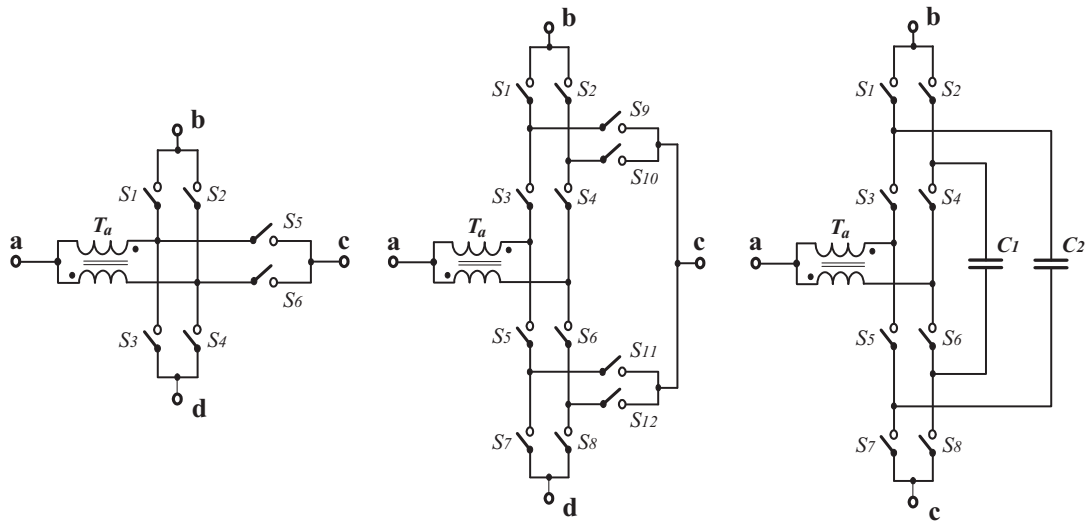 b
S1 S2
Ta
a
S5
c
S6
S3 S4
d
b
S1 S2
S9
S10
S3 S4
Ta
a
c
S5 S6
S11
S12
S7 S8
d
b
S1 S2
S3 S4
Ta
a
C1 C2
S5 S6
S7 S8
c